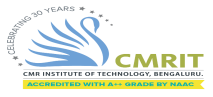 CELEBRATING 30 YEARS
CMRIT
CMR INSTITUTE OF TECHNOLOGY, BENGALURU.
ACCREDITED WITH A++ GRADE BY NAAC